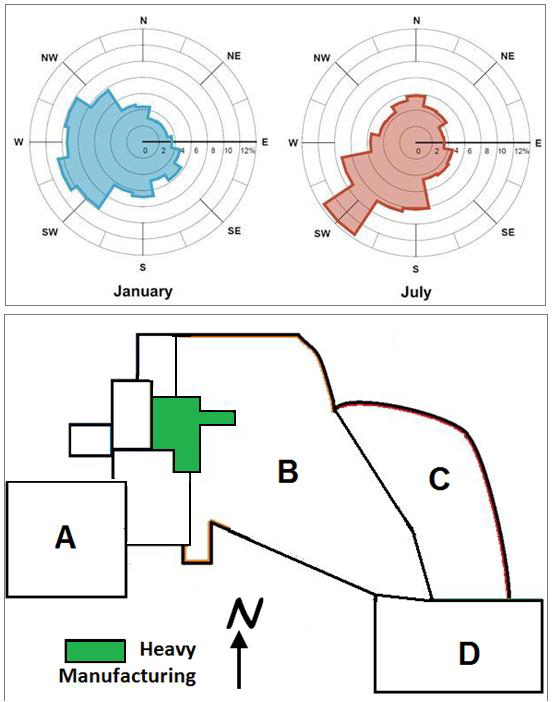 N N
NW NE NW NE
W 0 2 4 6 8 10 12% E W 0 2 4 6 8 10 12% E
SW SE SW SE
S S
January July
B C
A
N
Heavy
Manufacturing
D